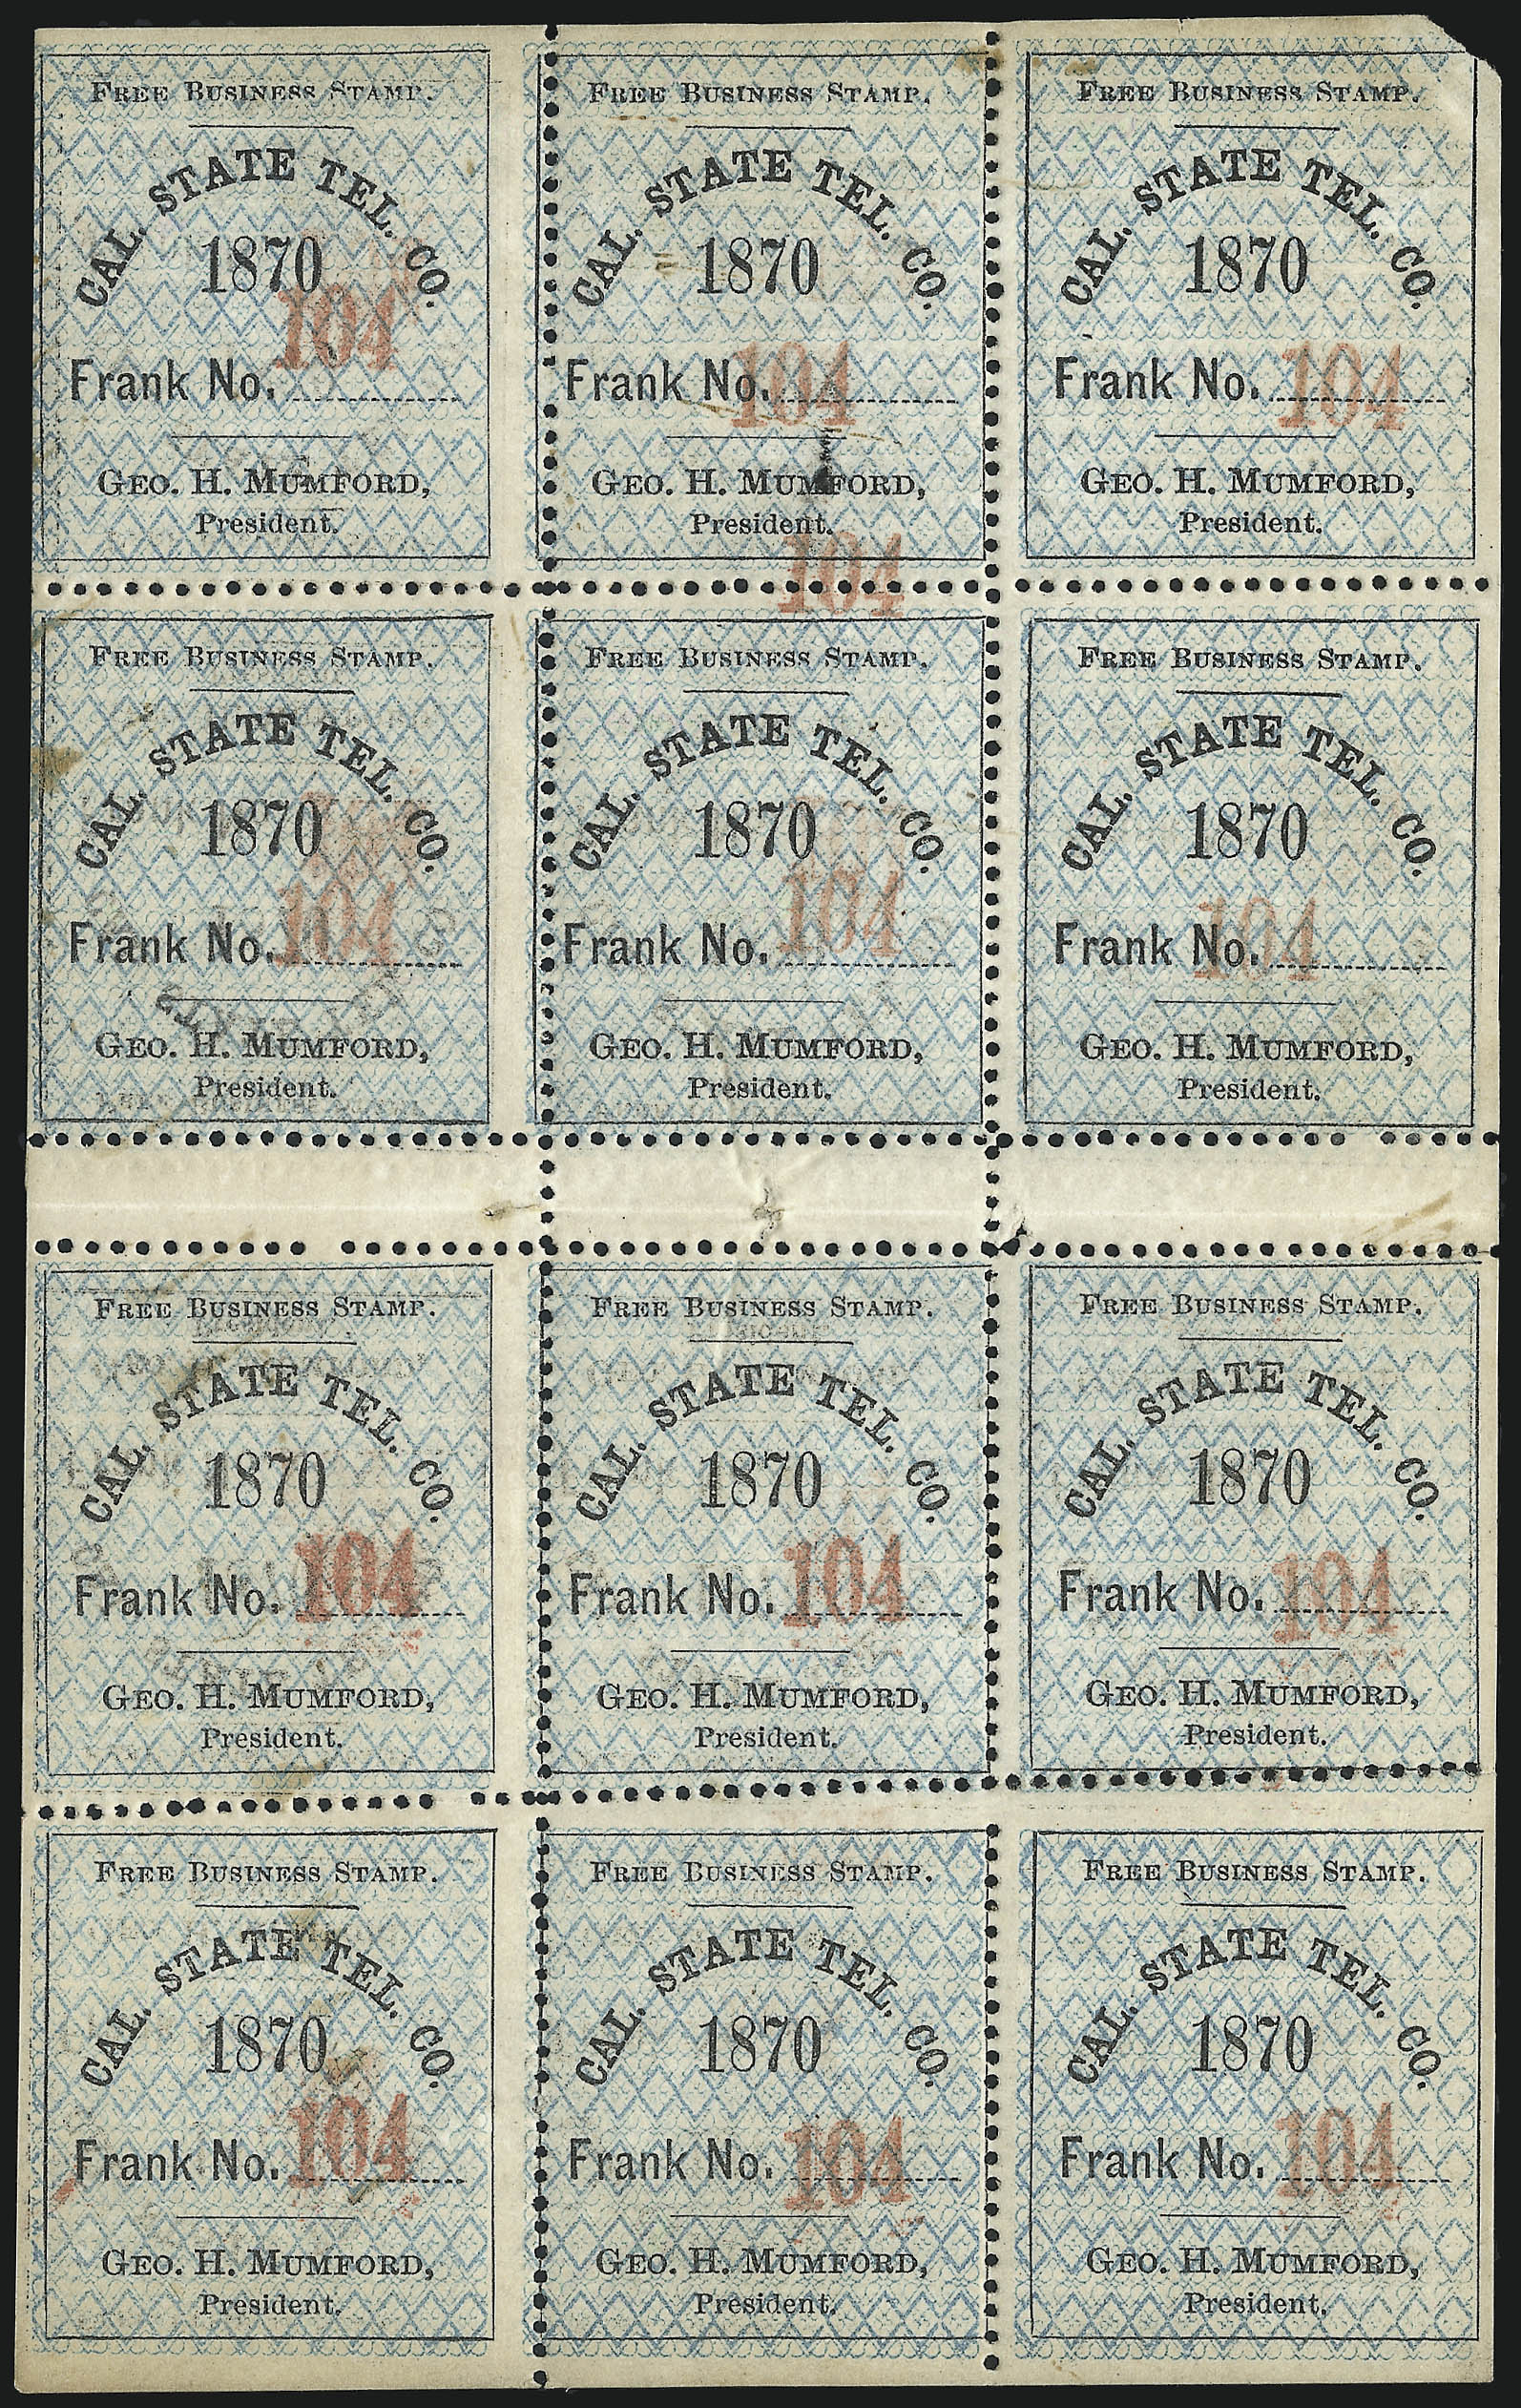 FREE BUSINESS STAMP.
CAL. STATE TEL. CO.
1870
Frank No. 104
GEO. H. MUMFORD,
President.
FREE BUSINESS STAMP.
CAL. STATE TEL. CO.
1870
Frank No. 104
GEO. H. MUMFORD,
President.
104
FREE BUSINESS STAMP.
CAL. STATE TEL. CO.
1870
Frank No. 104
GEO. H. MUMFORD,
President.
FREE BUSINESS STAMP.
CAL. STATE TEL. CO.
1870
Frank No. 104
GEO. H. MUMFORD,
President.
FREE BUSINESS STAMP.
CAL. STATE TEL. CO.
1870
Frank No. 104
GEO. H. MUMFORD,
President.
FREE BUSINESS STAMP.
CAL. STATE TEL. CO.
1870
Frank No. 104
GEO. H. MUMFORD,
President.
FREE BUSINESS STAMP.
CAL. STATE TEL. CO.
1870
Frank No. 104
GEO. H. MUMFORD,
President.
FREE BUSINESS STAMP.
CAL. STATE TEL. CO.
1870
Frank No. 104
GEO. H. MUMFORD,
President.
FREE BUSINESS STAMP.
CAL. STATE TEL. CO.
1870
Frank No. 104
GEO. H. MUMFORD,
President.
FREE BUSINESS STAMP.
CAL. STATE TEL. CO.
1870
Frank No. 104
GEO. H. MUMFORD,
President.
FREE BUSINESS STAMP.
CAL. STATE TEL. CO.
1870
Frank No. 104
GEO. H. MUMFORD,
President.
FREE BUSINESS STAMP.
CAL. STATE TEL. CO.
1870
Frank No. 104
GEO. H. MUMFORD,
President.